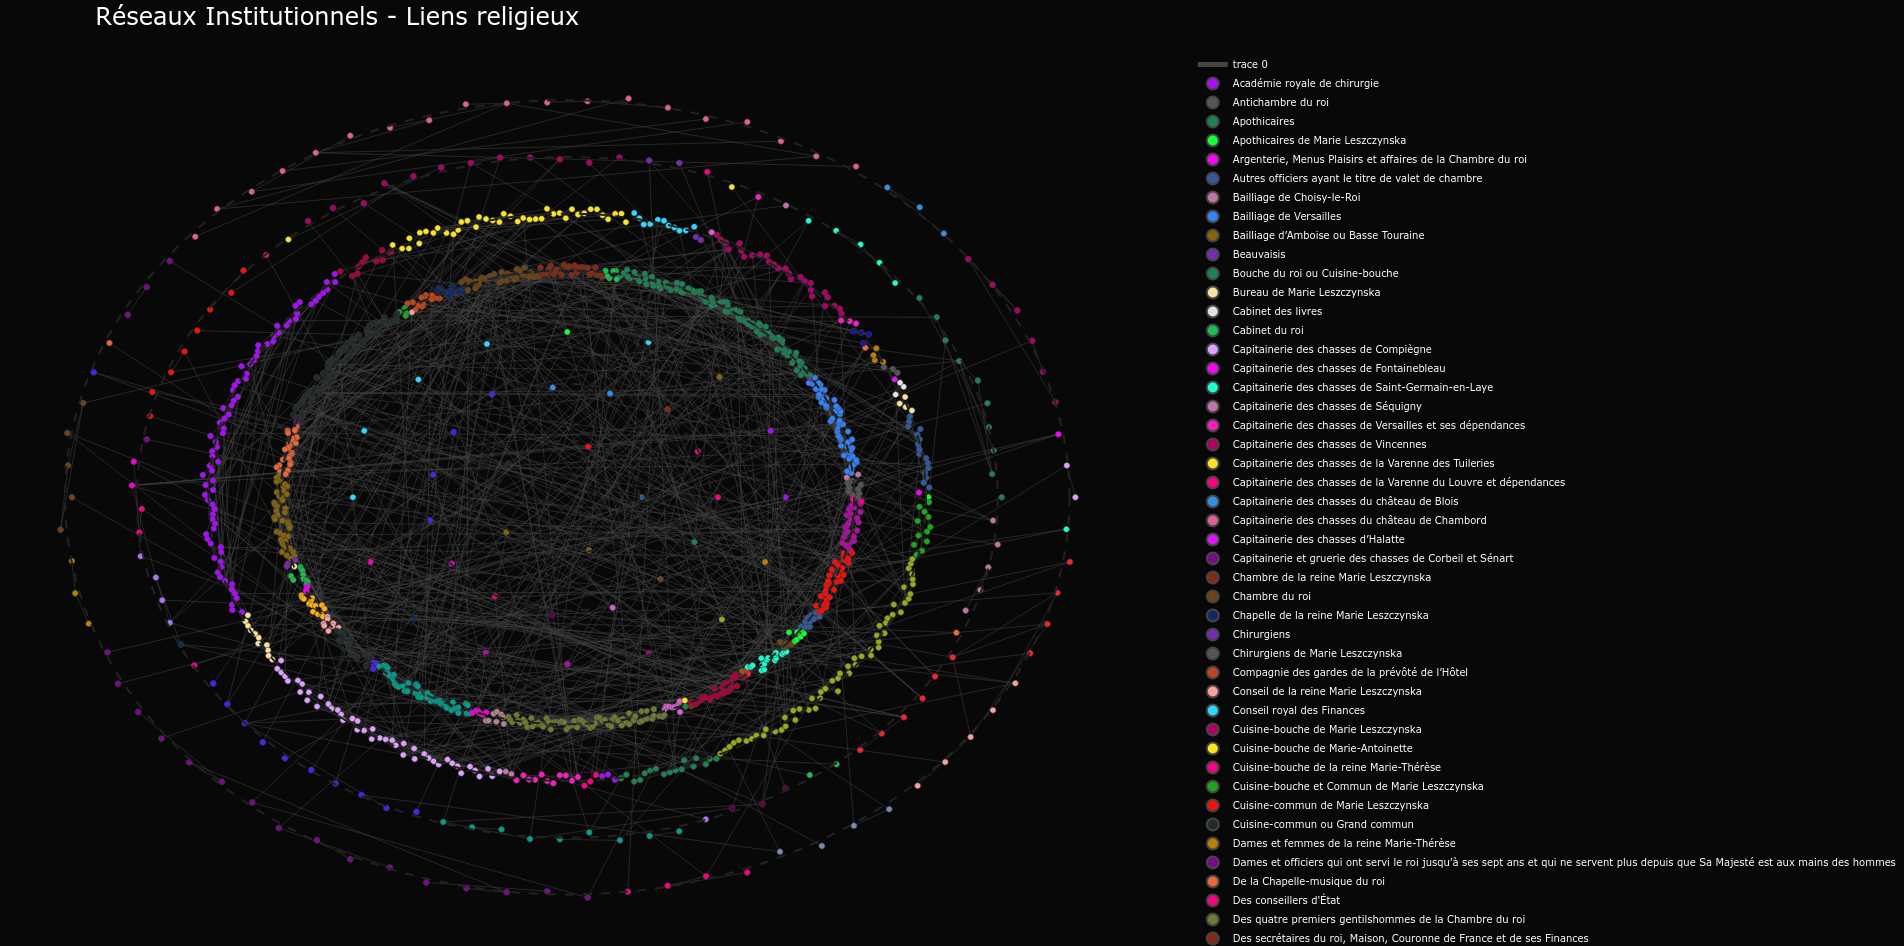 Réseaux Institutionnels - Liens religieux
trace 0
Académie royale de chirurgie
Antichambre du roi
Apothicaires
Apothicaires de Marie Leszczynska
Argenterie, Menus Plaisirs et affaires de la Chambre du roi
Autres officiers ayant le titre de valet de chambre
Bailliage de Choisy-le-Roi
Bailliage de Versailles
Bailliage d’Amboise ou Basse Touraine
Beauvaisis
Bouche du roi ou Cuisine-bouche
Bureau de Marie Leszczynska
Cabinet des livres
Cabinet du roi
Capitainerie des chasses de Compiègne
Capitainerie des chasses de Fontainebleau
Capitainerie des chasses de Saint-Germain-en-Laye
Capitainerie des chasses de Séquigny
Capitainerie des chasses de Versailles et ses dépendances
Capitainerie des chasses de Vincennes
Capitainerie des chasses de la Varenne des Tuileries
Capitainerie des chasses de la Varenne du Louvre et dépendances
Capitainerie des chasses du château de Blois
Capitainerie des chasses du château de Chambord
Capitainerie des chasses d’Halatte
Capitainerie et gruerie des chasses de Corbeil et Sénart
Chambre de la reine Marie Leszczynska
Chambre du roi
Chapelle de la reine Marie Leszczynska
Chirurgiens
Chirurgiens de Marie Leszczynska
Compagnie des gardes de la prévôté de l’Hôtel
Conseil de la reine Marie Leszczynska
Conseil royal des Finances
Cuisine-bouche de Marie Leszczynska
Cuisine-bouche de Marie-Antoinette
Cuisine-bouche de la reine Marie-Thérèse
Cuisine-bouche et Commun de Marie Leszczynska
Cuisine-commun de Marie Leszczynska
Cuisine-commun ou Grand commun
Dames et femmes de la reine Marie-Thérèse
Dames et officiers qui ont servi le roi jusqu’à ses sept ans et qui ne servent plus depuis que Sa Majesté est aux mains des hommes
De la Chapelle-musique du roi
Des conseillers d'État
Des quatre premiers gentilshommes de la Chambre du roi
Des secrétaires du roi, Maison, Couronne de France et de ses Finances